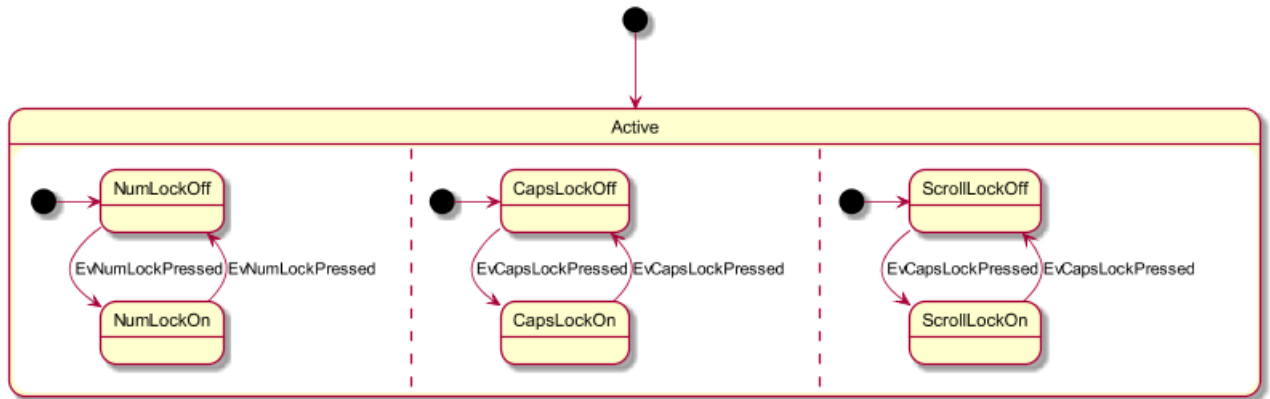 Active
NumLockOff
CapsLockOff
ScrollLockOff
EvNumLockPressed
EvNumLockPressed
EvCapsLockPressed
EvCapsLockPressed
EvCapsLockPressed
EvCapsLockPressed
NumLockOn
CapsLockOn
ScrollLockOn